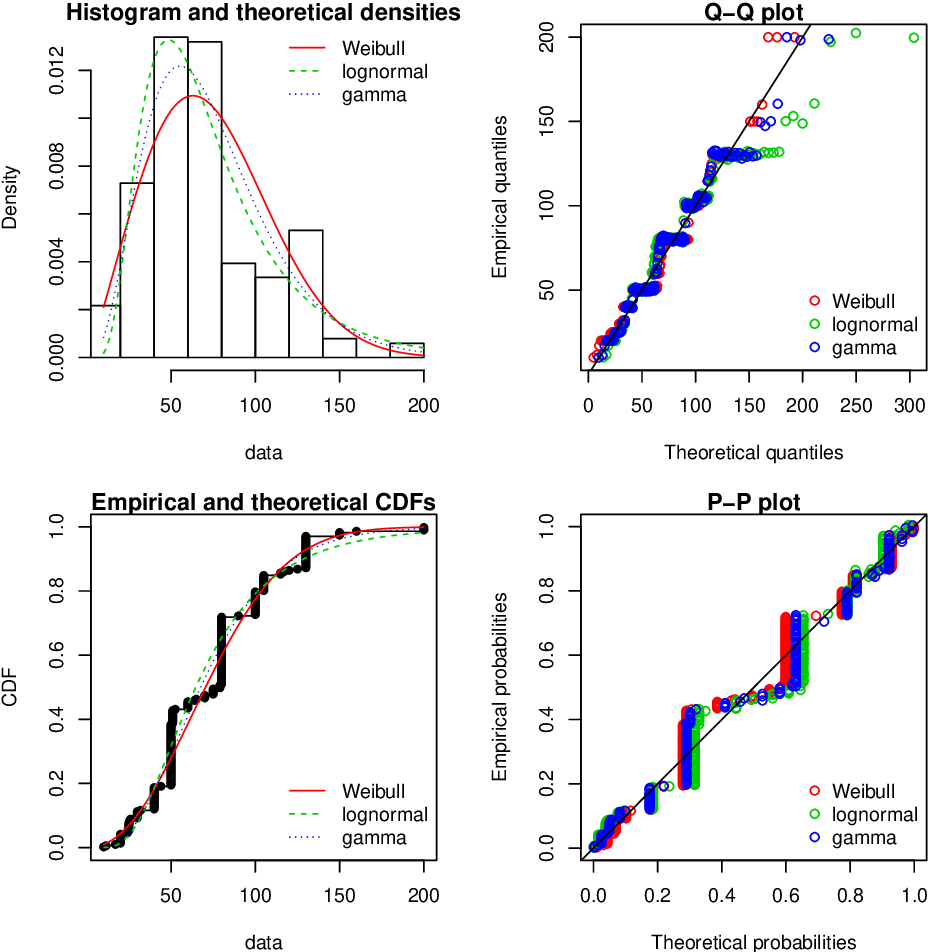 Histogram and theoretical densities
Density
0.000
0.004
0.008
0.012
Weibull
lognormal
gamma
50 100 150 200
data
Q−Q plot
Empirical quantiles
50
100
150
200
Weibull
lognormal
gamma
0 50 100 150 200 250 300
Theoretical quantiles
Empirical and theoretical CDFs
CDF
0.0
0.2
0.4
0.6
0.8
1.0
Weibull
lognormal
gamma
50 100 150 200
data
P−P plot
Empirical probabilities
0.0
0.2
0.4
0.6
0.8
1.0
Weibull
lognormal
gamma
0.0 0.2 0.4 0.6 0.8 1.0
Theoretical probabilities